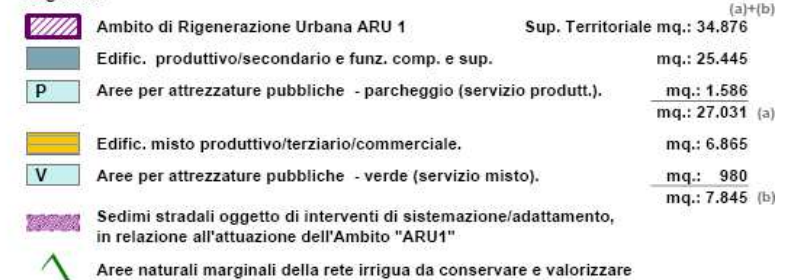 (a)+(b)
Ambito di Rigenerazione Urbana ARU 1 Sup. Territoriale mq.: 34.876
Edific. produttivo/secondario e funz. comp. e sup. mq.: 25.445
P Aree per attrezzature pubbliche - parcheggio (servizio produtt.). mq.: 1.586
mq.: 27.031 (a)
Edific. misto produttivo/terziario/commerciale. mq.: 6.865
V Aree per attrezzature pubbliche - verde (servizio misto). mq.: 980
mq.: 7.845 (b)
Sedimi stradali oggetto di interventi di sistemazione/adattamento,
in relazione all'attuazione dell'Ambito "ARU1"
Aree naturali marginali della rete irrigua da conservare e valorizzare